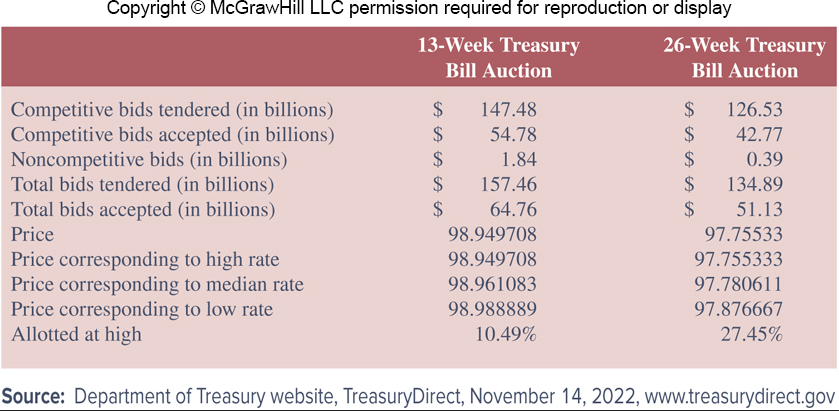 Copyright © McGrawHill LLC permission required for reproduction or display
13-Week Treasury Bill Auction 26-Week Treasury Bill Auction
Competitive bids tendered (in billions) $ 147.48 $ 126.53
Competitive bids accepted (in billions) $ 54.78 $ 42.77
Noncompetitive bids (in billions) $ 1.84 $ 0.39
Total bids tendered (in billions) $ 157.46 $ 134.89
Total bids accepted (in billions) $ 64.76 $ 51.13
Price 98.949708 97.75533
Price corresponding to high rate 98.949708 97.755333
Price corresponding to median rate 98.961083 97.780611
Price corresponding to low rate 98.988889 97.876667
Allotted at high 10.49% 27.45%
Source: Department of Treasury website, TreasuryDirect, November 14, 2022, www.treasurydirect.gov